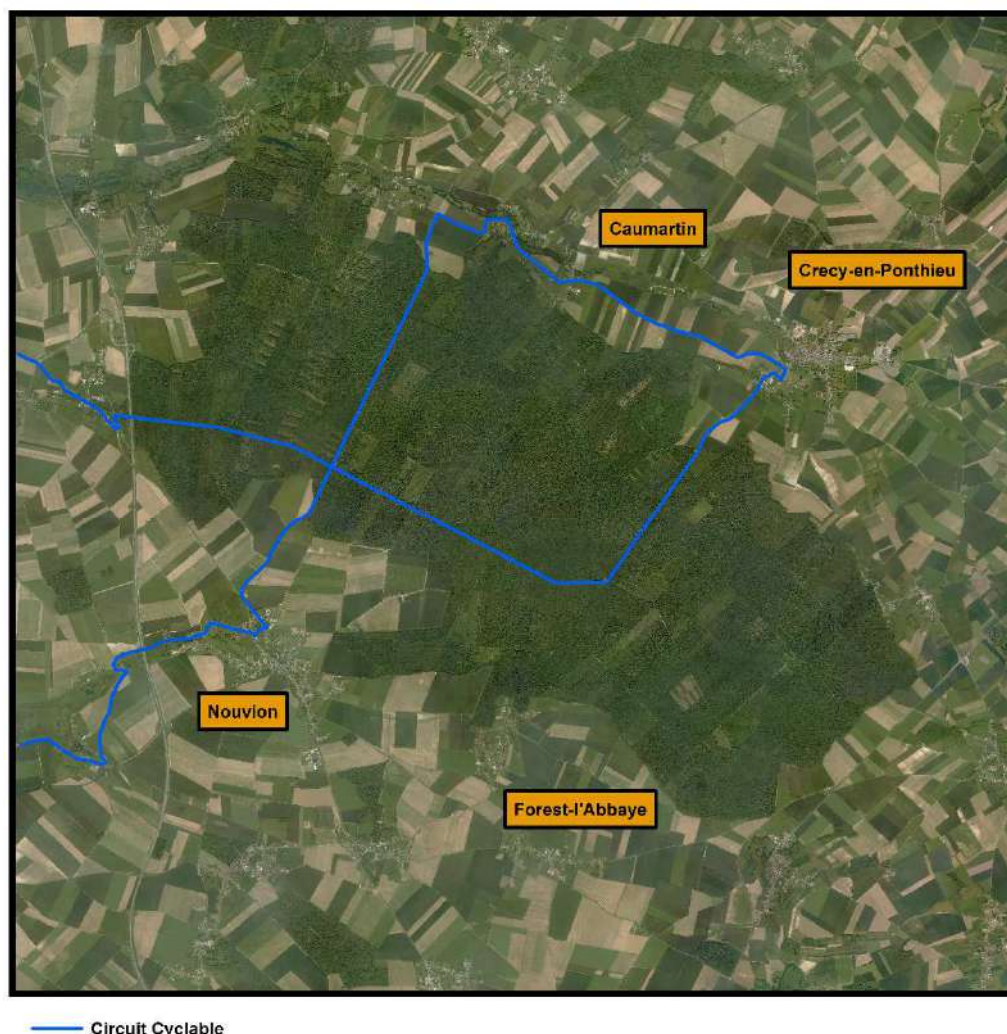 Caumartin
Crecy-en-Ponthieu
Nouvion
Forest-l'Abbaye
Circuit Cyclable